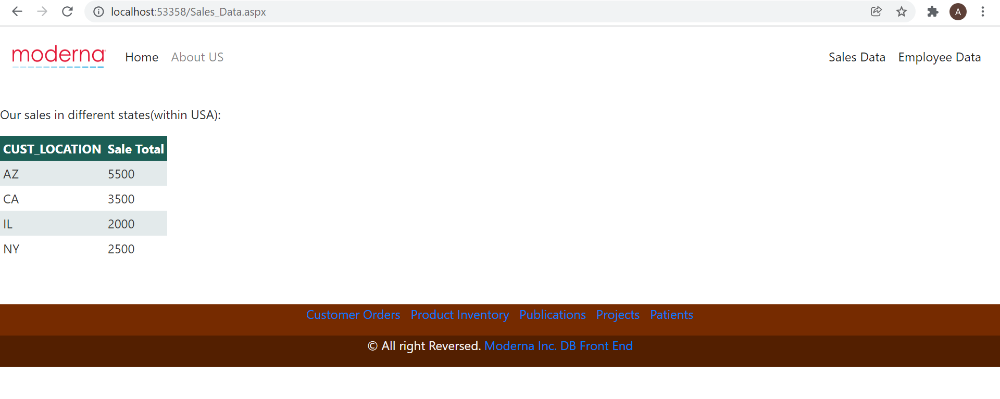 localhost:53358/Sales_Data.aspx
A
moderna Home About US Sales Data Employee Data
Our sales in different states(within USA):
CUST_LOCATION Sale Total
AZ 5500
CA 3500
IL 2000
NY 2500
Customer Orders Product Inventory Publications Projects Patients
© All right Reversed. Moderna Inc. DB Front End